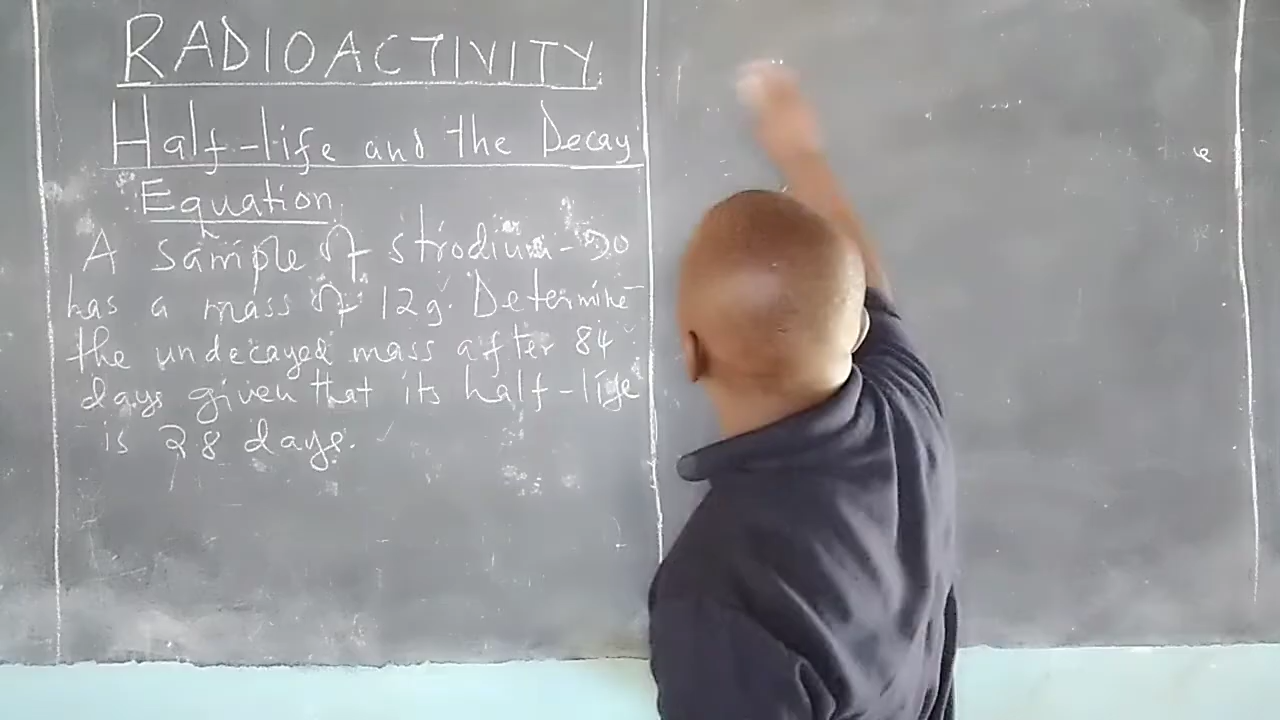 RADIOACTIVITY
Half-life and the Decay
Equation
A sample of strodium-90
has a mass of 12g. Determine
the undecayed mass after 84
days given that its half-life
is 28 days.